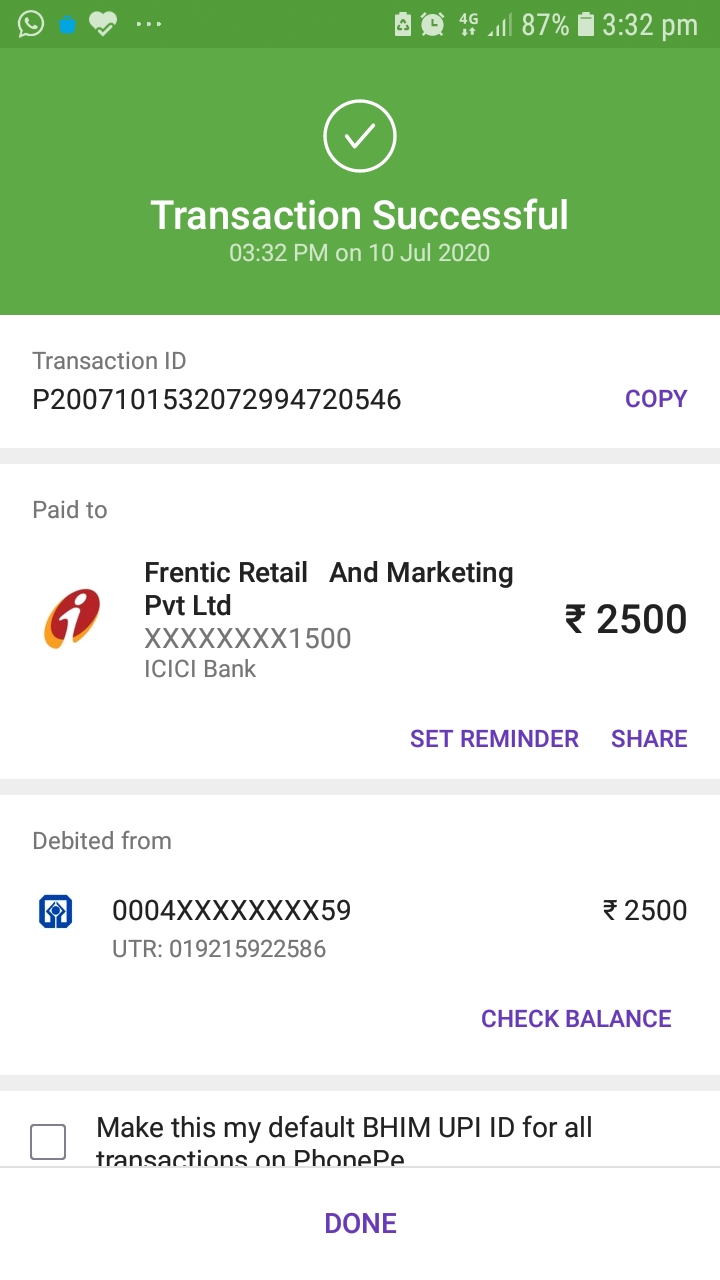 4G 87% 3:32 pm
Transaction Successful
03:32 PM on 10 Jul 2020
Transaction ID
P2007101532072994720546 COPY
Paid to
Frentic Retail And Marketing
Pvt Ltd
₹ 2500
XXXXXXXX1500
ICICI Bank
SET REMINDER SHARE
Debited from
0004XXXXXXXX59 ₹ 2500
UTR: 019215922586
CHECK BALANCE
Make this my default BHIM UPI ID for all
transactions on PhonePe
DONE